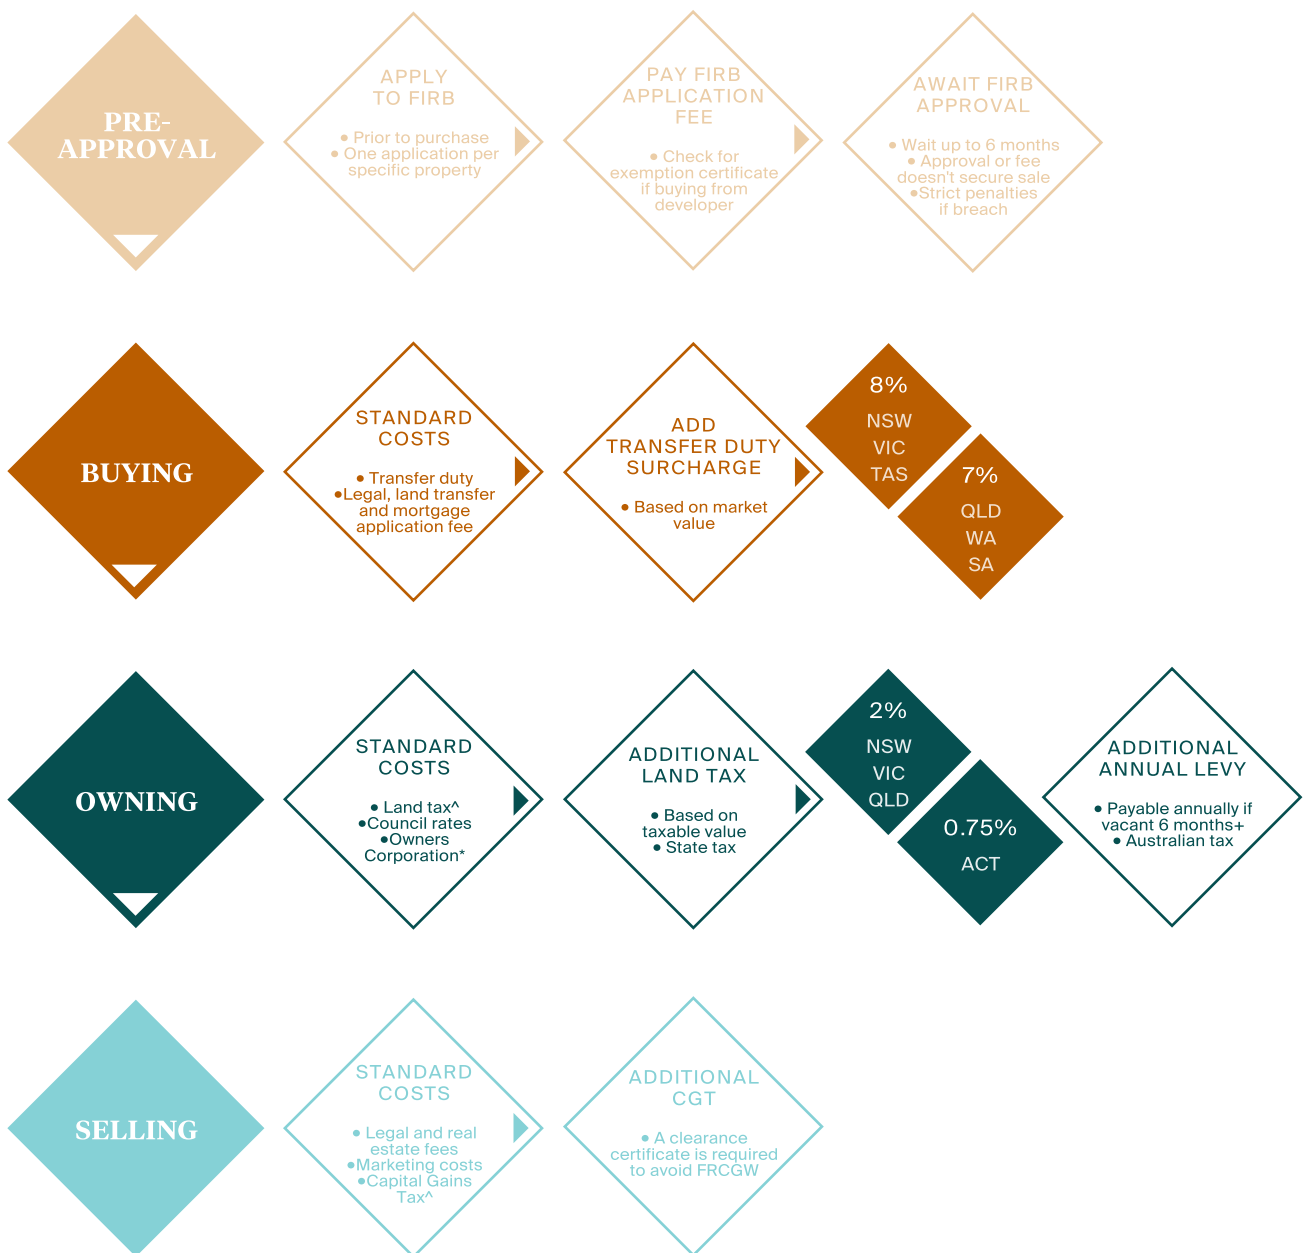 PRE-
APPROVAL
APPLY
TO FIRB
● Prior to purchase
● One application per
specific property
PAY FIRB
APPLICATION
FEE
● Check for
exemption certificate
if buying from
developer
AWAIT FIRB
APPROVAL
● Wait up to 6 months
● Approval or fee
doesn't secure sale
●Strict penalties
if breach
BUYING
STANDARD
COSTS
● Transfer duty
●Legal, land transfer
and mortgage
application fee
ADD
TRANSFER DUTY
SURCHARGE
● Based on market
value
8%
NSW
VIC
TAS
7%
QLD
WA
SA
OWNING
STANDARD
COSTS
● Land tax^
●Council rates
●Owners
Corporation*
ADDITIONAL
LAND TAX
● Based on
taxable value
● State tax
2%
NSW
VIC
QLD
0.75%
ACT
ADDITIONAL
ANNUAL LEVY
● Payable annually if
vacant 6 months+
● Australian tax
SELLING
STANDARD
COSTS
● Legal and real
estate fees
●Marketing costs
●Capital Gains
Tax^
ADDITIONAL
CGT
● A clearance
certificate is required
to avoid FRCGW